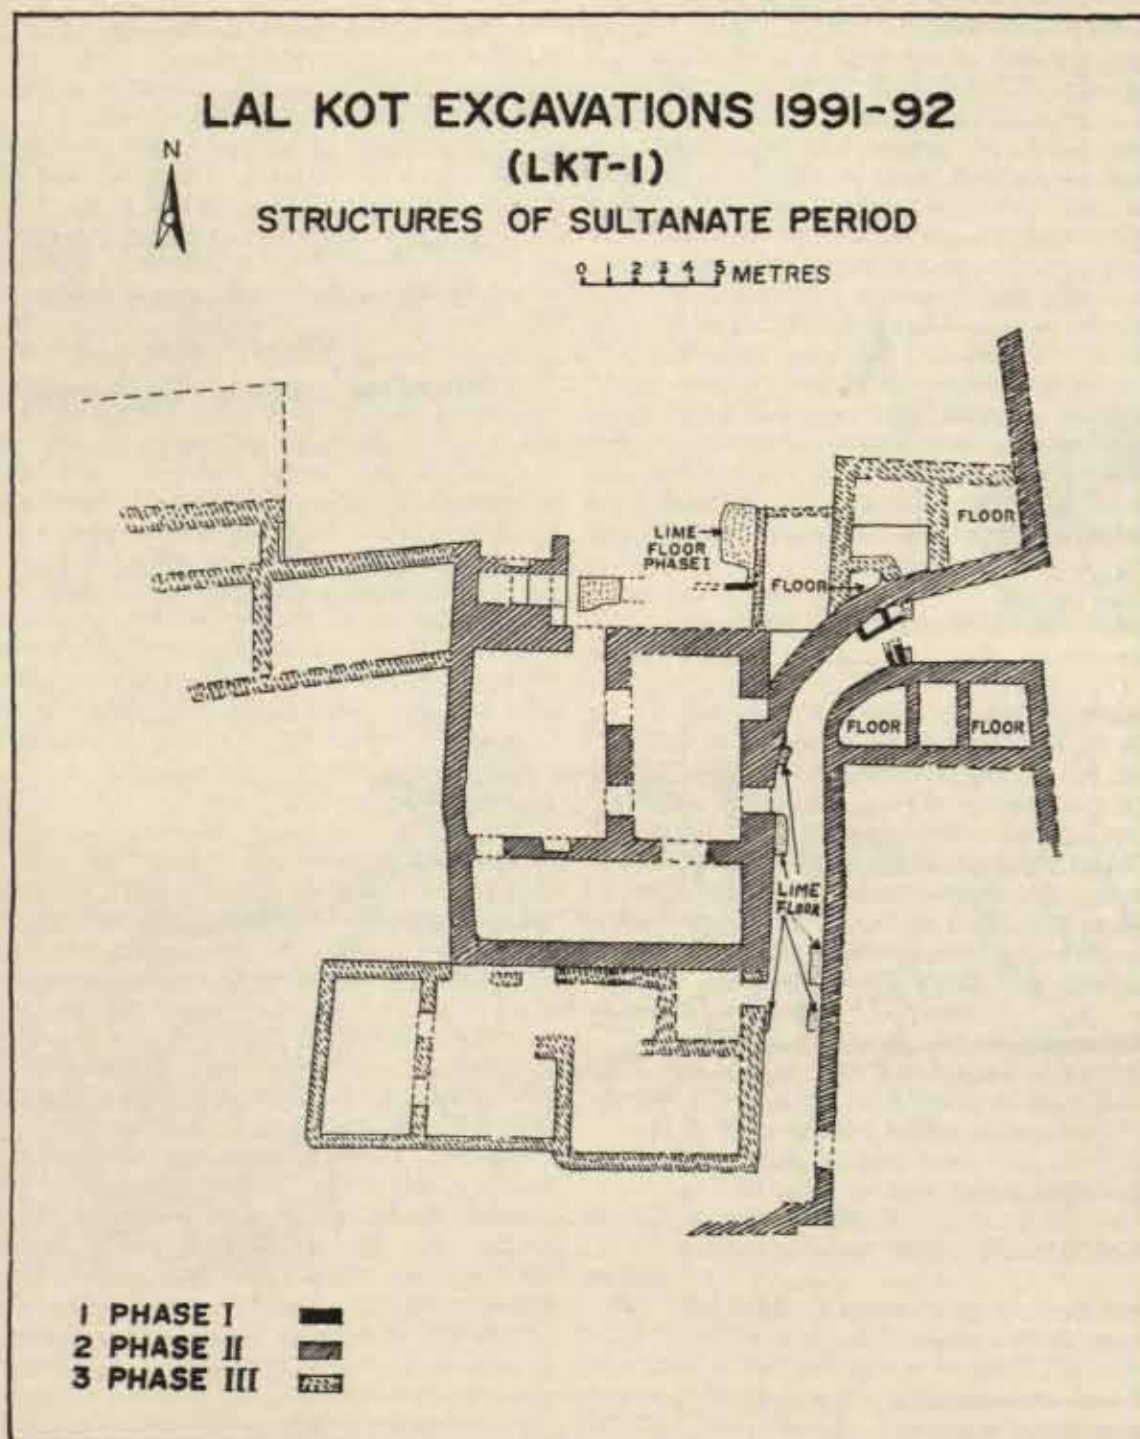 LAL KOT EXCAVATIONS 1991-92
(LKT-1)
N
STRUCTURES OF SULTANATE PERIOD
0 1 2 3 4 5 METRES
FLOOR
LIME
FLOOR
PHASE I
FLOOR
FLOOR
FLOOR
LIME
FLOOR
1 PHASE I
2 PHASE II
3 PHASE III